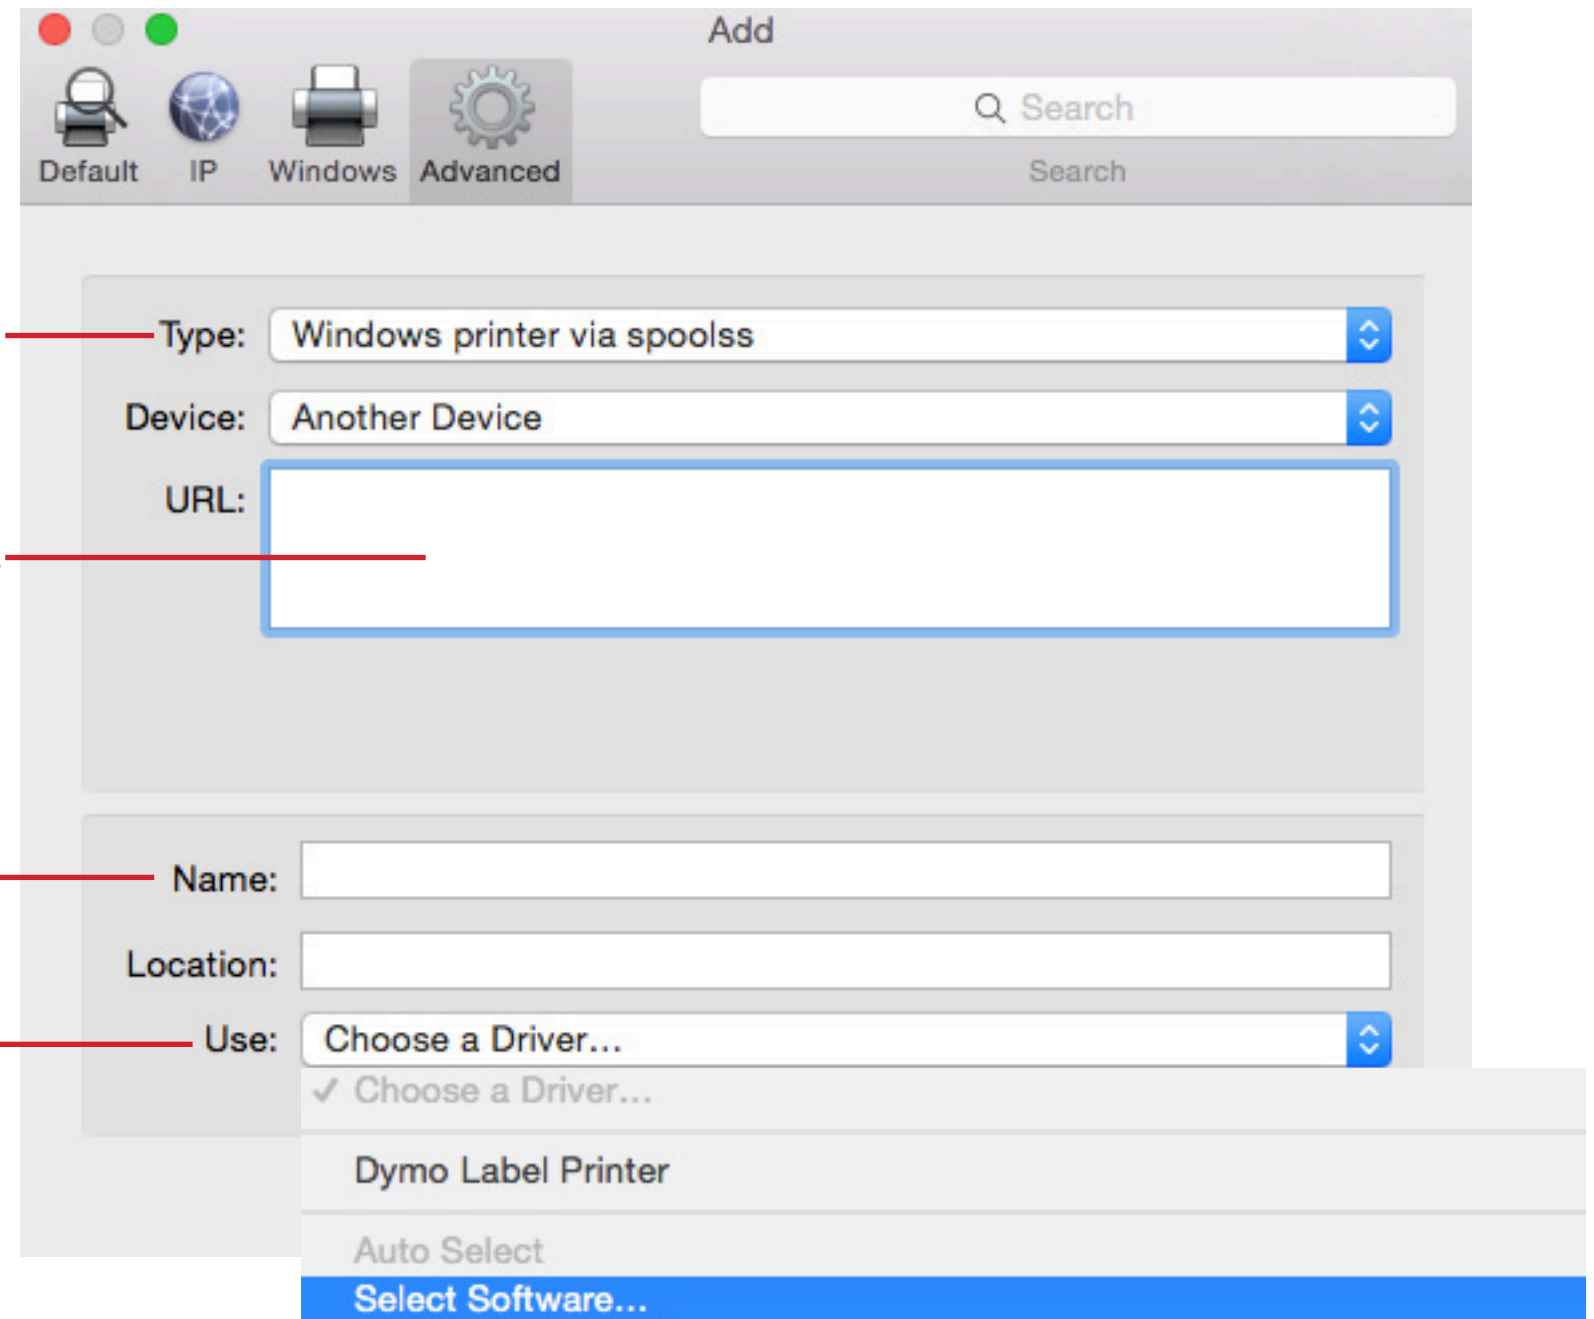 Add
Search
Default IP Windows Advanced Search
Type: Windows printer via spoolss
Device: Another Device
URL:
Name:
Location:
Use: Choose a Driver...
✓ Choose a Driver...
Dymo Label Printer
Auto Select
Select Software...